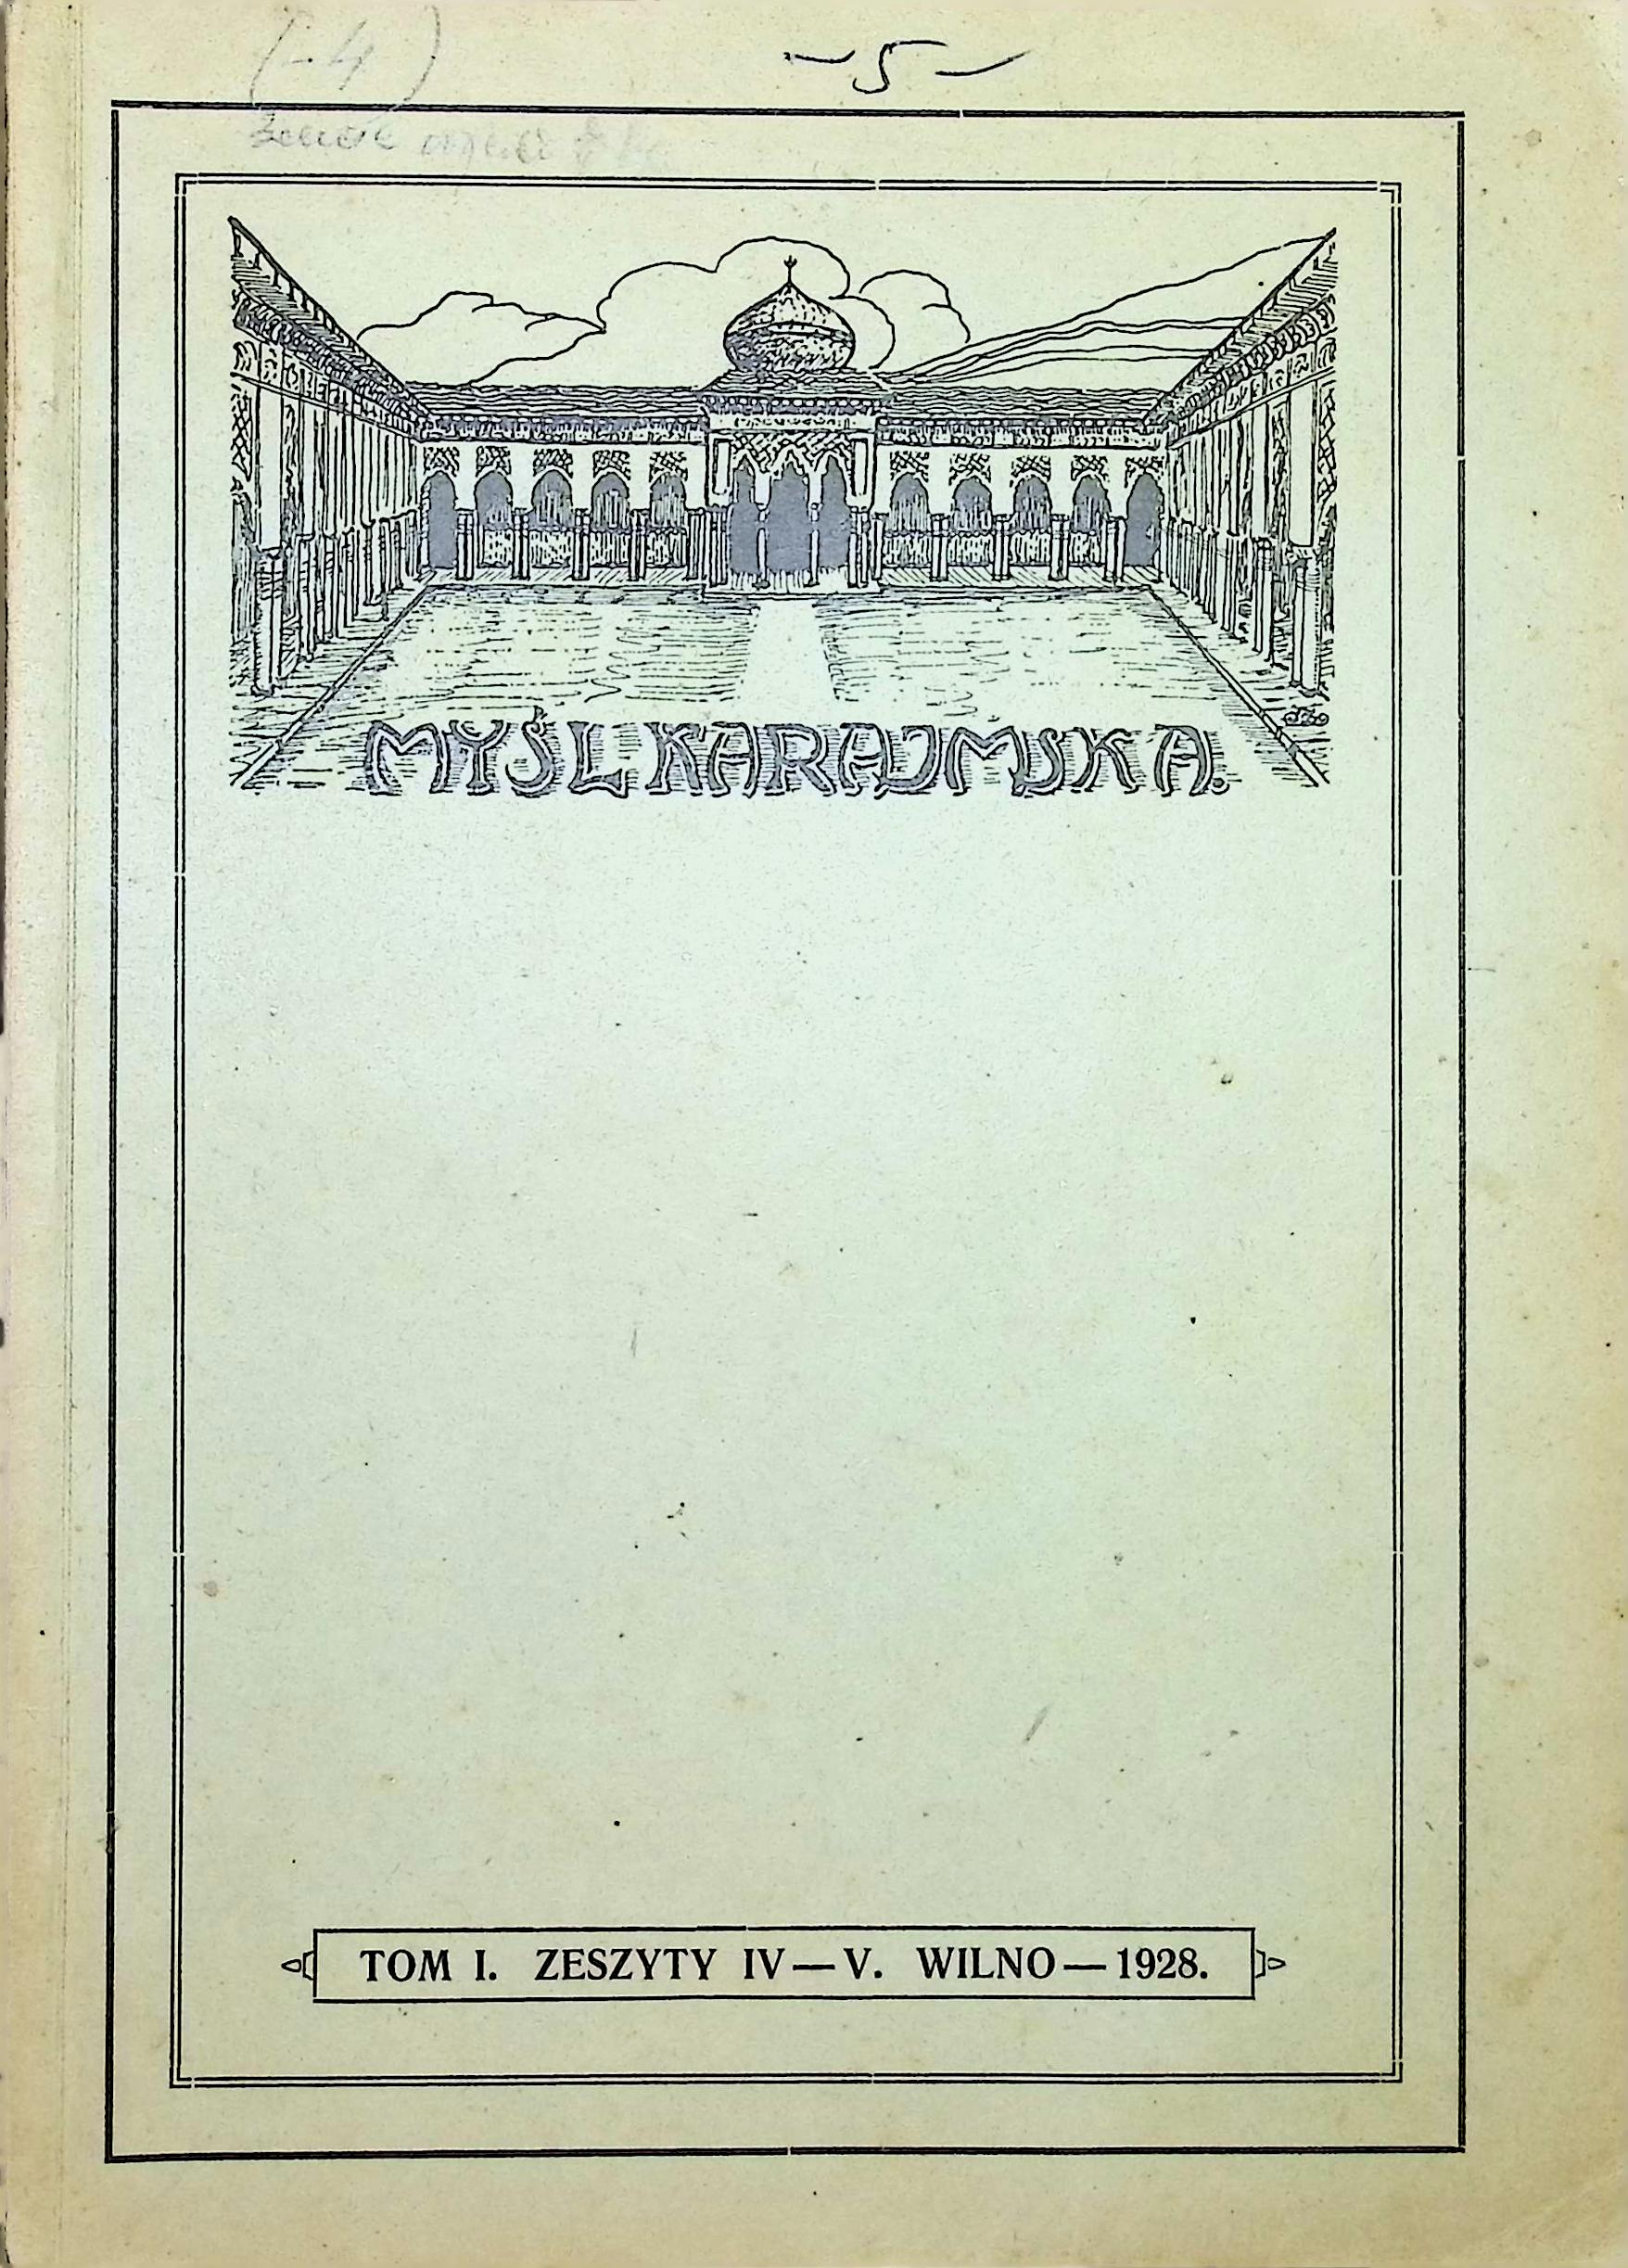 (-4)
-5-
MYŚL KARAJMSKA.
TOM I. ZESZYTY IV—V. WILNO—1928.